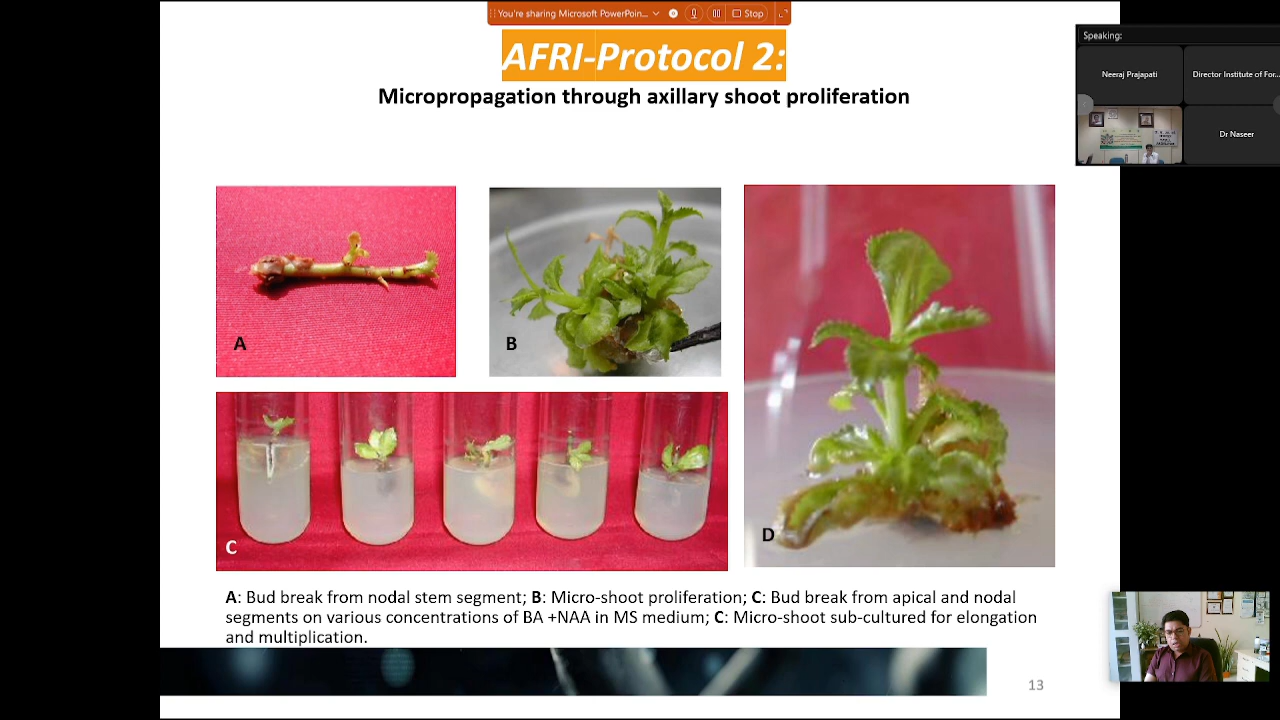 You're sharing Microsoft PowerPoin...
Stop
AFRI-Protocol 2:
Micropropagation through axillary shoot proliferation
Speaking:
Neeraj Prajapati
Director Institute of For...
Dr Naseer
A
B
C
D
A: Bud break from nodal stem segment; B: Micro-shoot proliferation; C: Bud break from apical and nodal
segments on various concentrations of BA +NAA in MS medium; C: Micro-shoot sub-cultured for elongation
and multiplication.
13